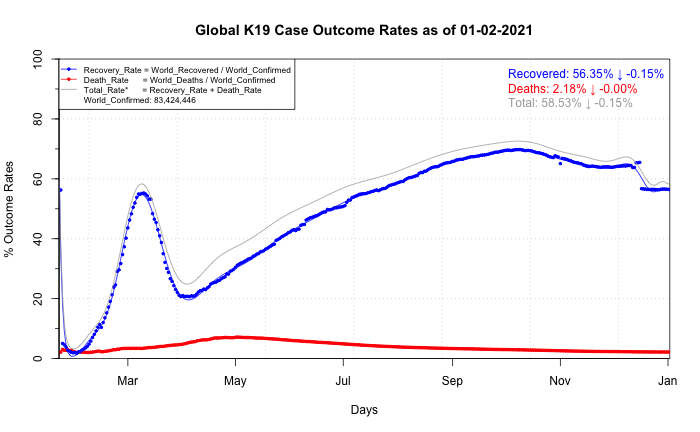 Global K19 Case Outcome Rates as of 01-02-2021
Recovery_Rate = World_Recovered / World_Confirmed
Death_Rate = World_Deaths / World_Confirmed
Total_Rate* = Recovery_Rate + Death_Rate
World_Confirmed: 83,424,446
Recovered: 56.35% ↓ -0.15%
Deaths: 2.18% ↓ -0.00%
Total: 58.53% ↓ -0.15%
% Outcome Rates
100
80
60
40
20
0
Mar May Jul Sep Nov Jan
Days